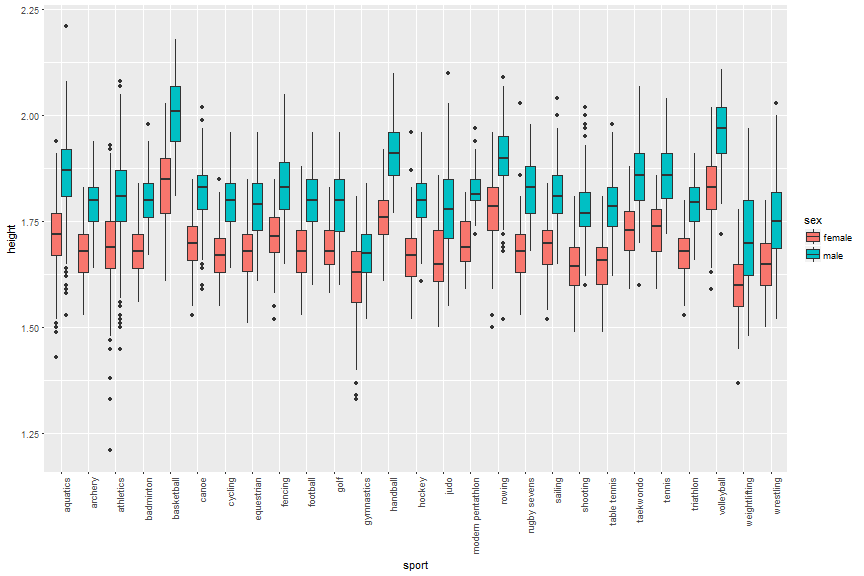 2.25
2.00
1.75
1.50
1.25
height
aquatics
archery
athletics
badminton
basketball
canoe
cycling
equestrian
fencing
football
golf
gymnastics
handball
hockey
judo
modern pentathlon
rowing
rugby sevens
sailing
shooting
table tennis
taekwondo
tennis
triathlon
volleyball
weightlifting
wrestling
sport
sex
female
male